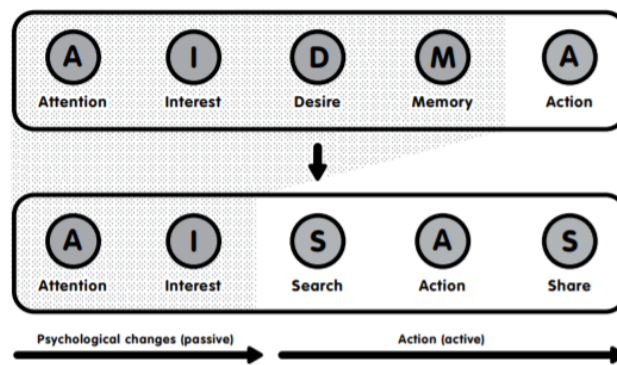 A I D M A
Attention Interest Desire Memory Action
A I S A S
Attention Interest Search Action Share
Psychological changes (passive) Action (active)